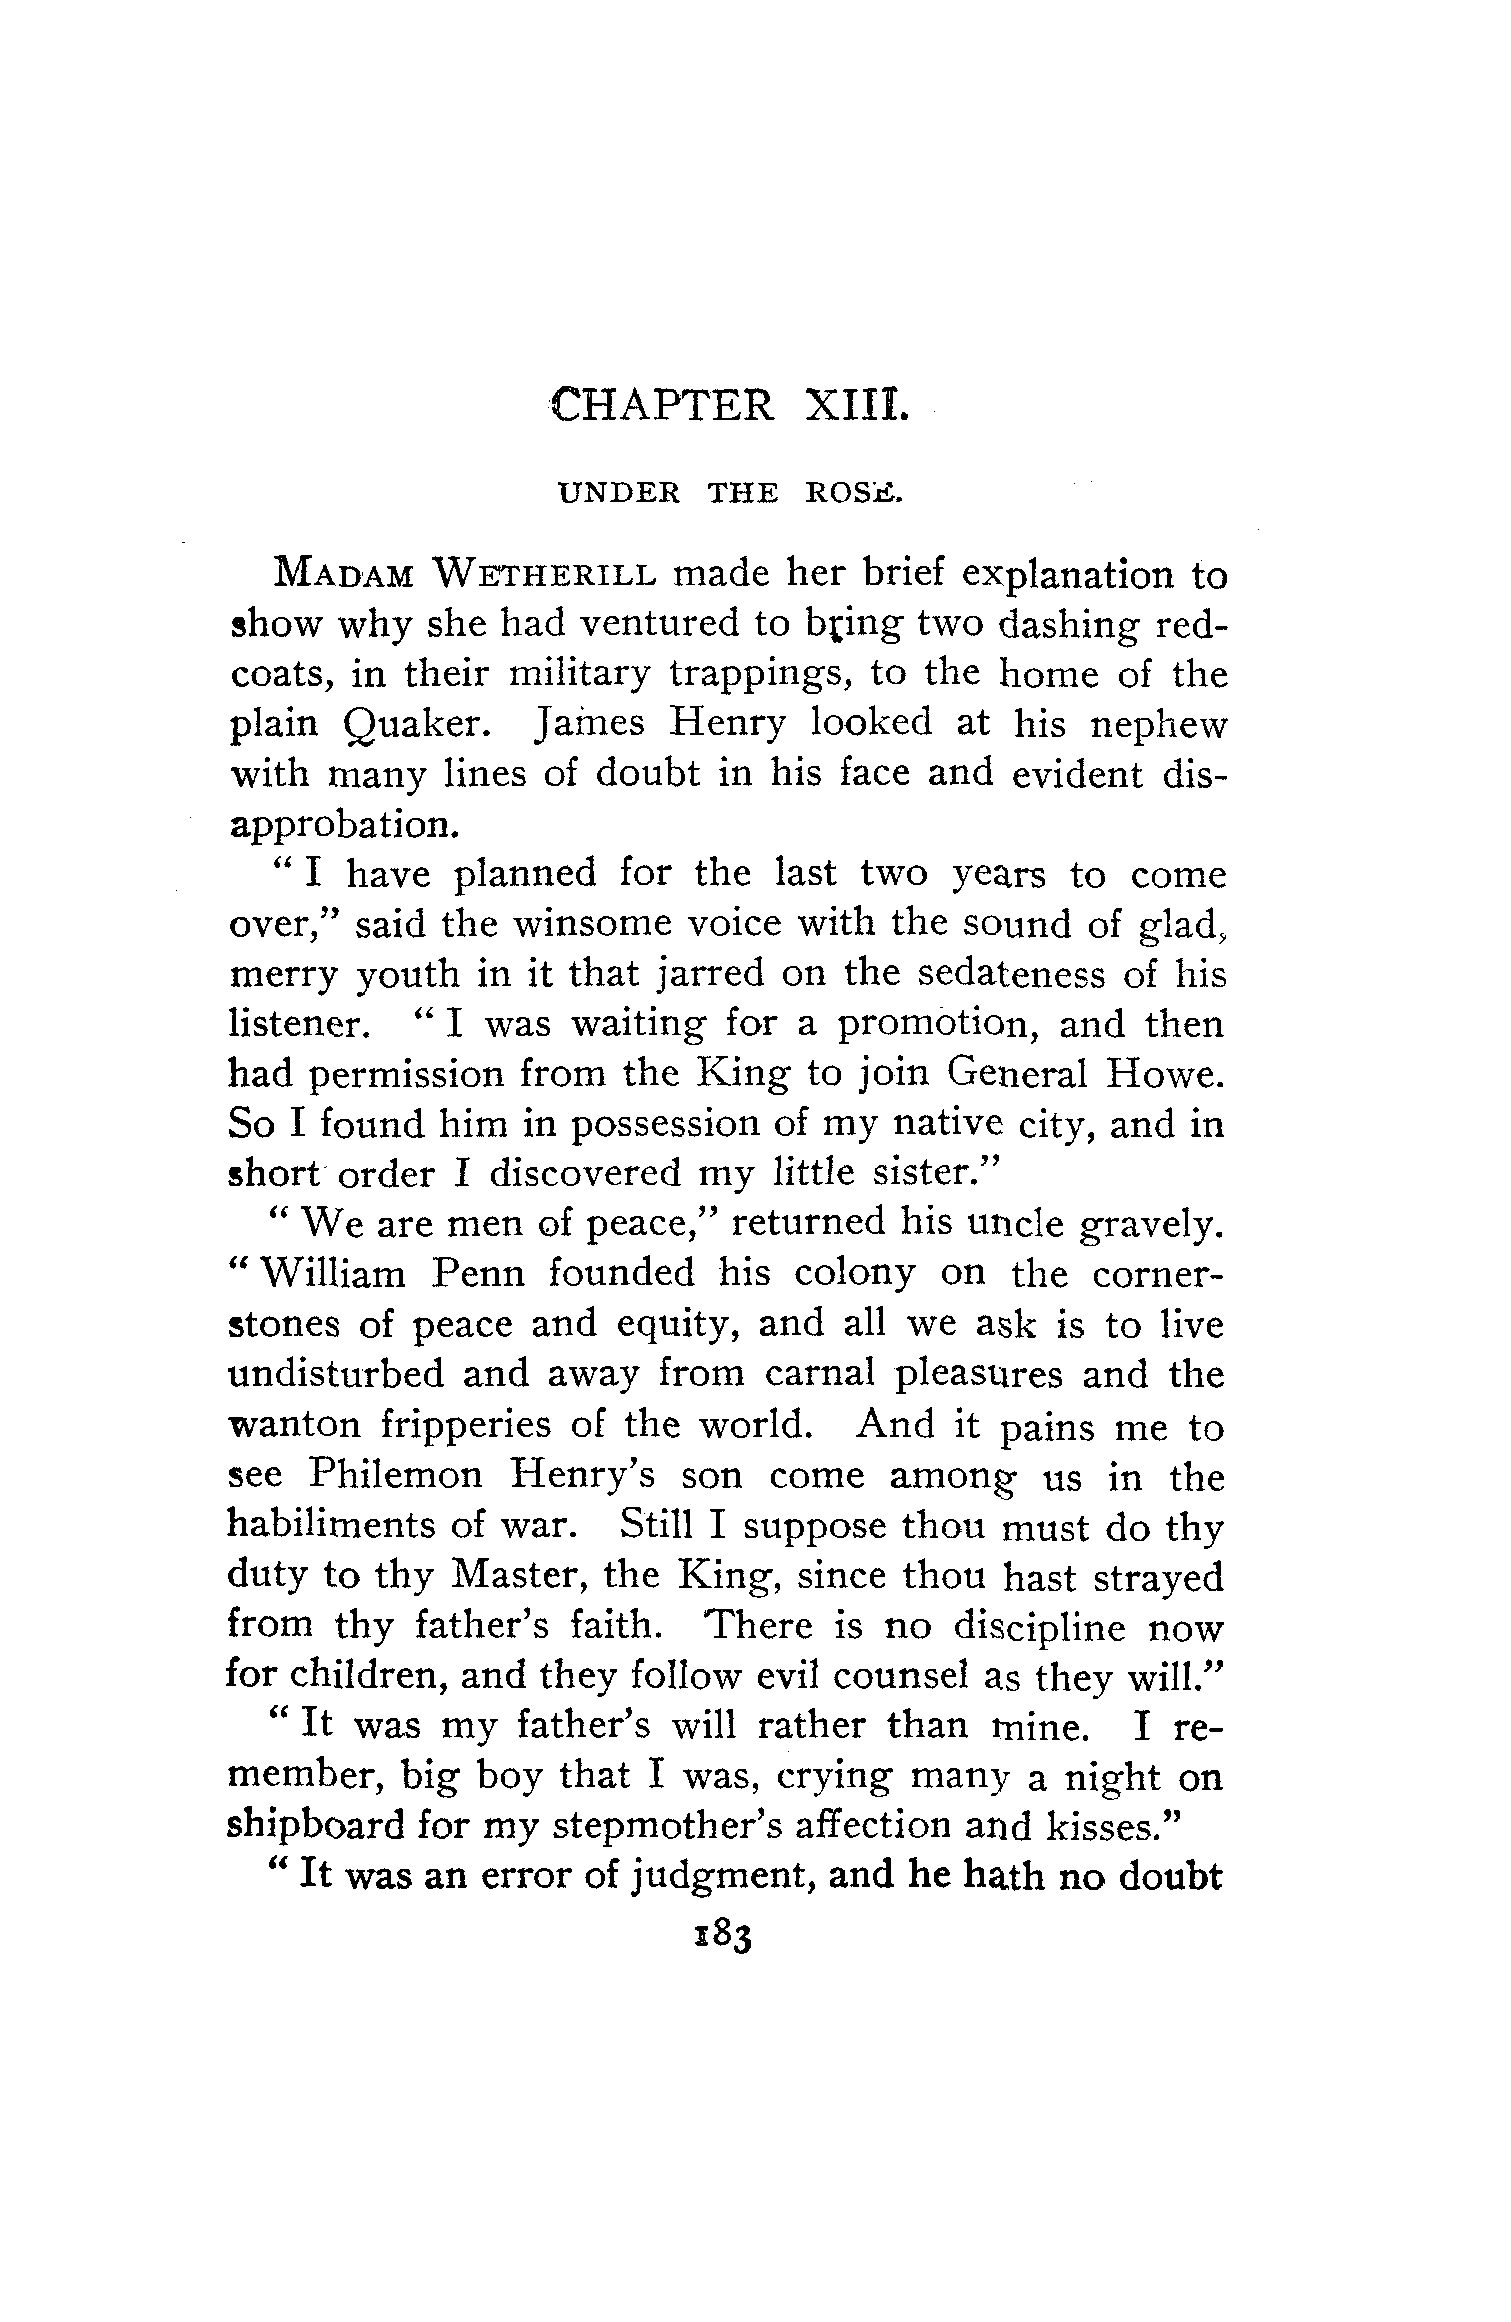 CHAPTER XIII.
UNDER THE ROSE.
MADAM WETHERILL made her brief explanation to
show why she had ventured to bring two dashing red-
coats, in their military trappings, to the home of the
plain Quaker. James Henry looked at his nephew
with many lines of doubt in his face and evident dis-
approbation.
" I have planned for the last two years to come
over," said the winsome voice with the sound of glad,
merry youth in it that jarred on the sedateness of his
listener. " I was waiting for a promotion, and then
had permission from the King to join General Howe.
So I found him in possession of my native city, and in
short order I discovered my little sister."
" We are men of peace," returned his uncle gravely.
" William Penn founded his colony on the corner-
stones of peace and equity, and all we ask is to live
undisturbed and away from carnal pleasures and the
wanton fripperies of the world. And it pains me to
see Philemon Henry's son come among us in the
habiliments of war. Still I suppose thou must do thy
duty to thy Master, the King, since thou hast strayed
from thy father's faith. There is no discipline now
for children, and they follow evil counsel as they will."
" It was my father's will rather than mine. I re-
member, big boy that I was, crying many a night on
shipboard for my stepmother's affection and kisses."
" It was an error of judgment, and he hath no doubt
183